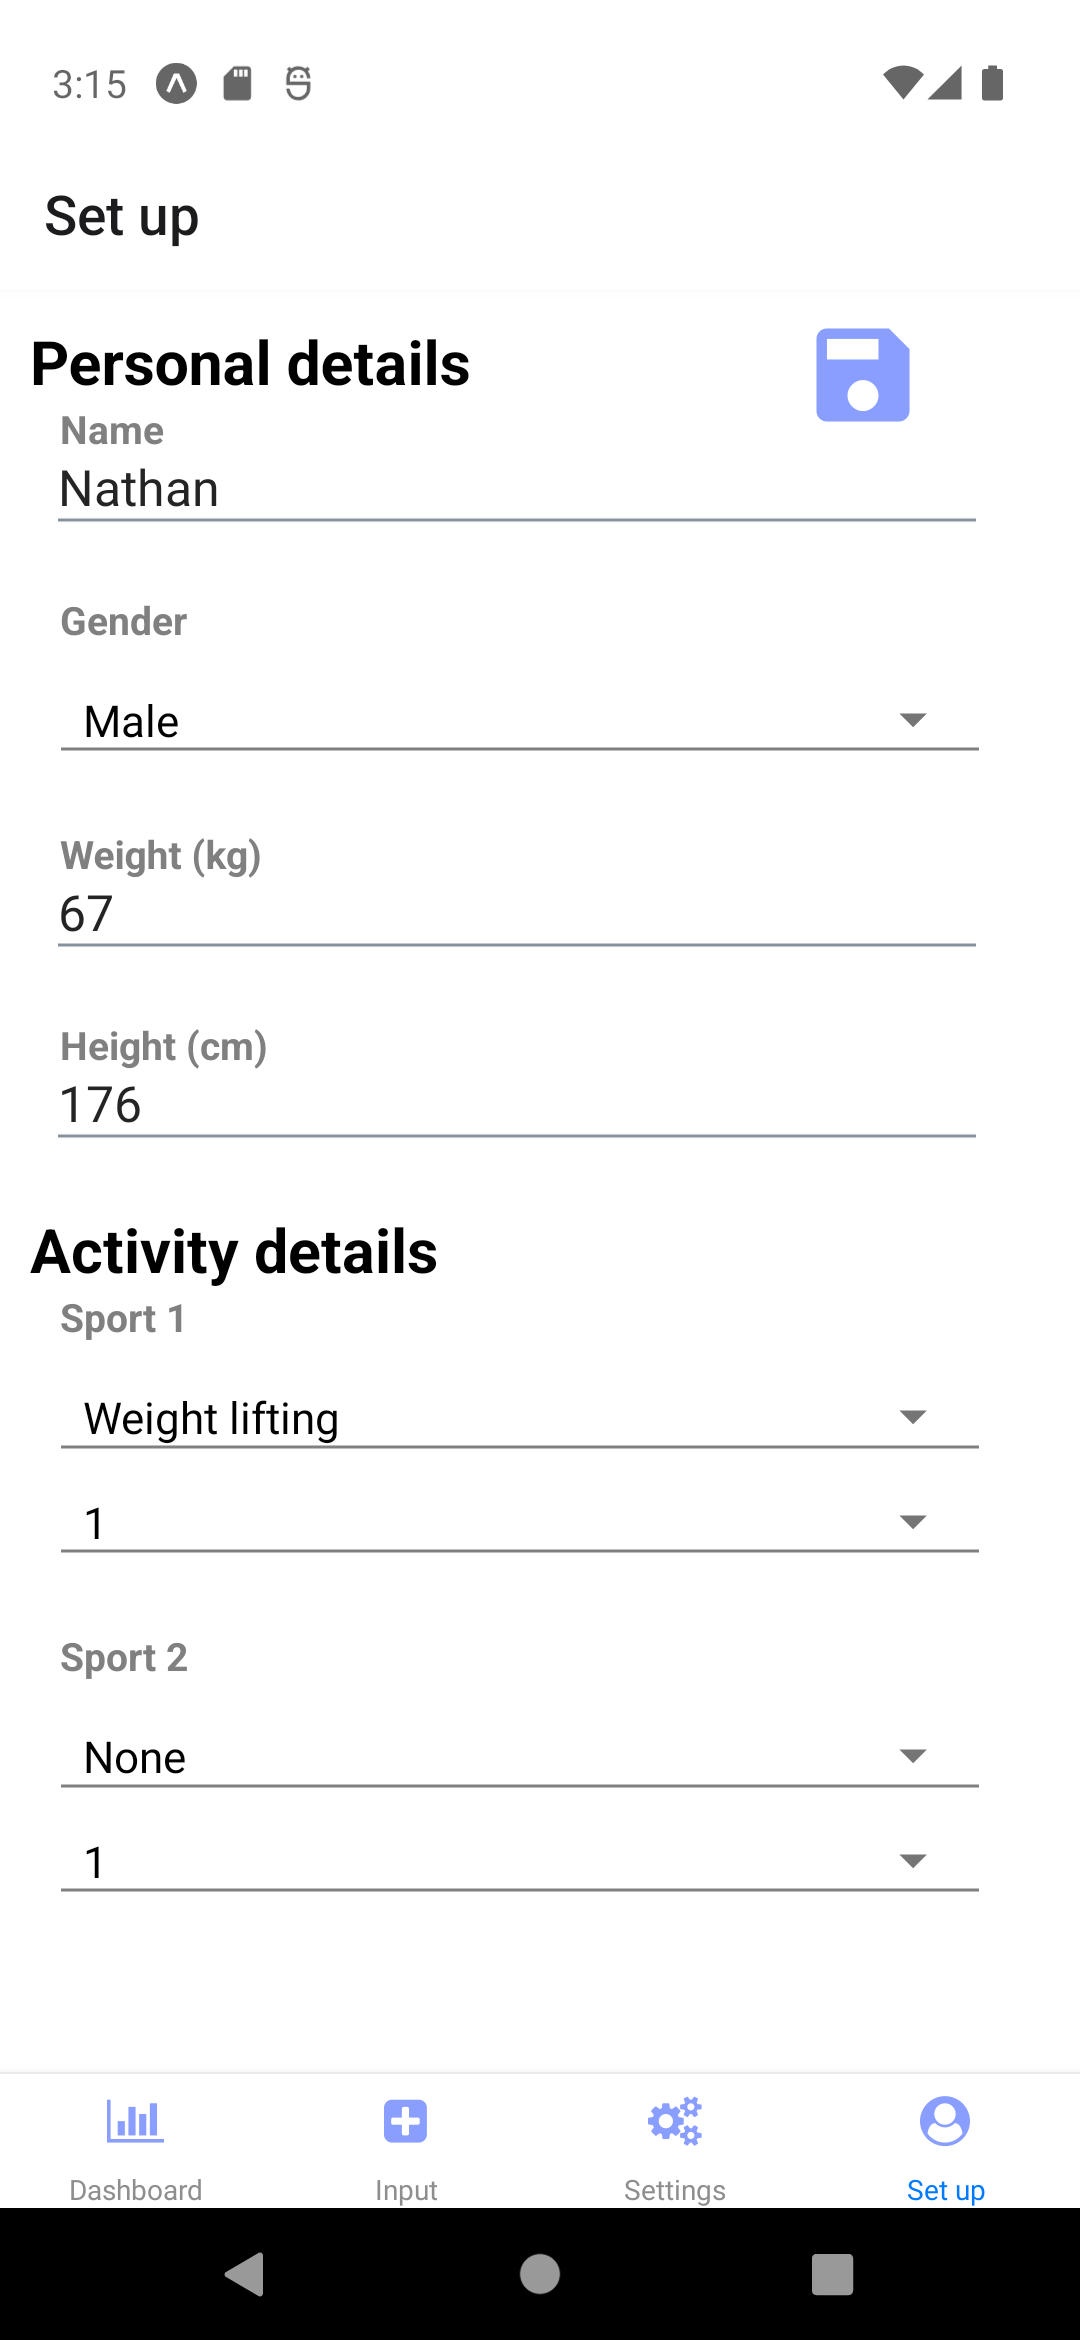 3:15
Set up
Personal details
Name
Nathan
Gender
Male
Weight (kg)
67
Height (cm)
176
Activity details
Sport 1
Weight lifting
1
Sport 2
None
1
Dashboard Input Settings Set up